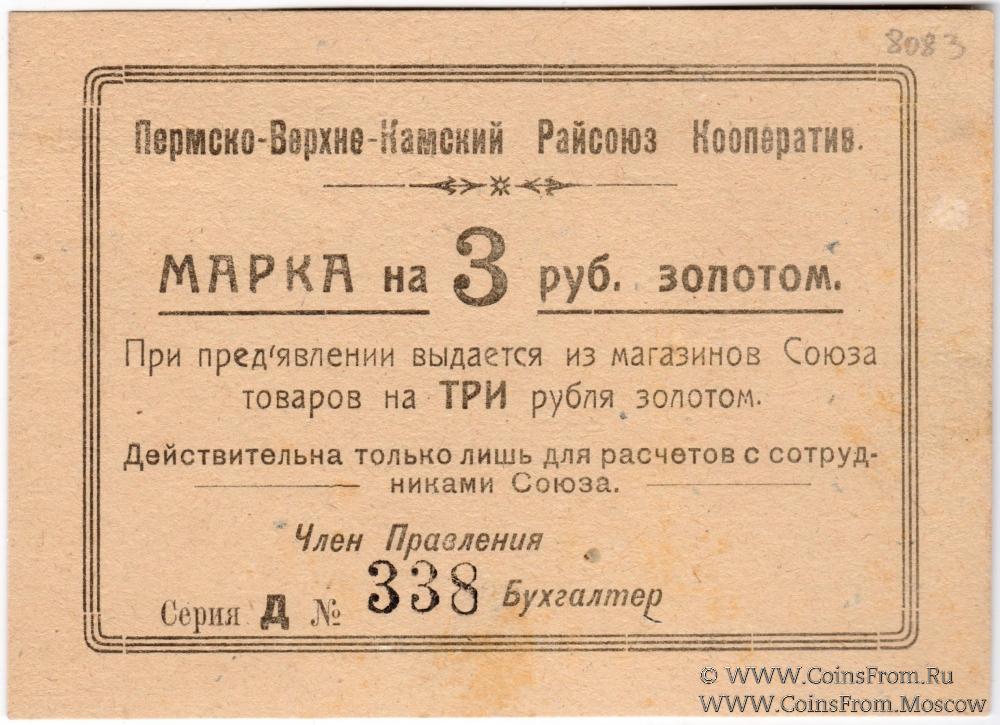 8083
Пермско-Верхне-Камский Райсоюз Кооператив.
МАРКА на 3 руб. золотом.
При пред'явлении выдается из магазинов Союза
товаров на ТРИ рубля золотом.
Действительна только лишь для расчетов с сотруд-
никами Союза.
Член Правления
Серия Д № 338 Бухгалтер
© WWW.CoinsFrom.Ru
WWW.CoinsFrom.Moscow